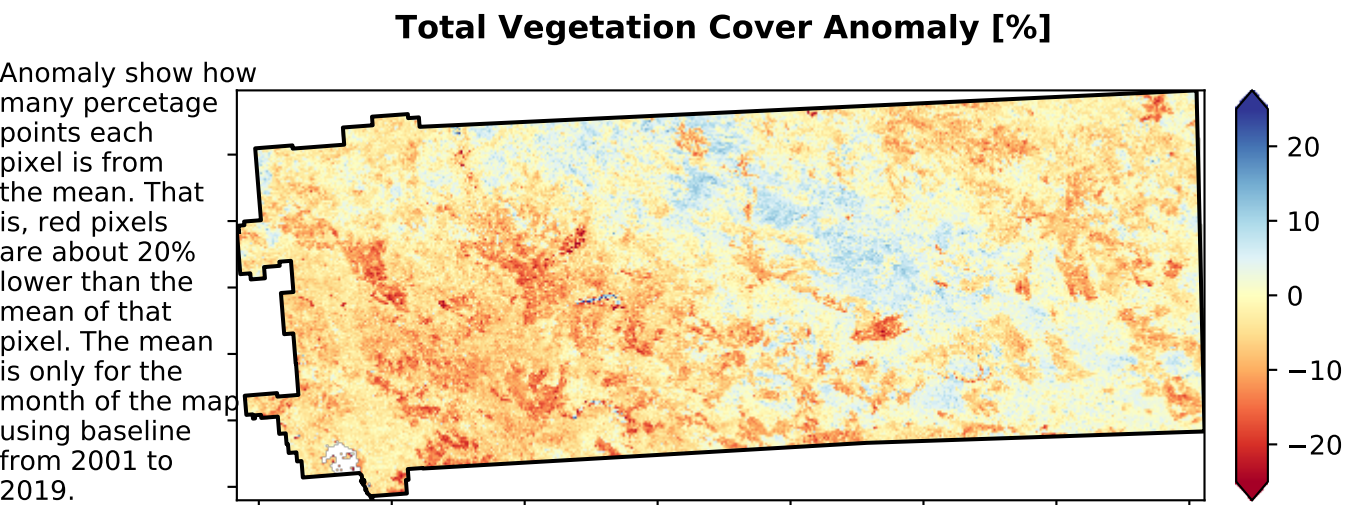 Total Vegetation Cover Anomaly [%]
Anomaly show how
many percetage
points each
pixel is from
the mean. That
is, red pixels
are about 20%
lower than the
mean of that
pixel. The mean
is only for the
month of the map
using baseline
from 2001 to
2019.
20
10
0
−10
−20